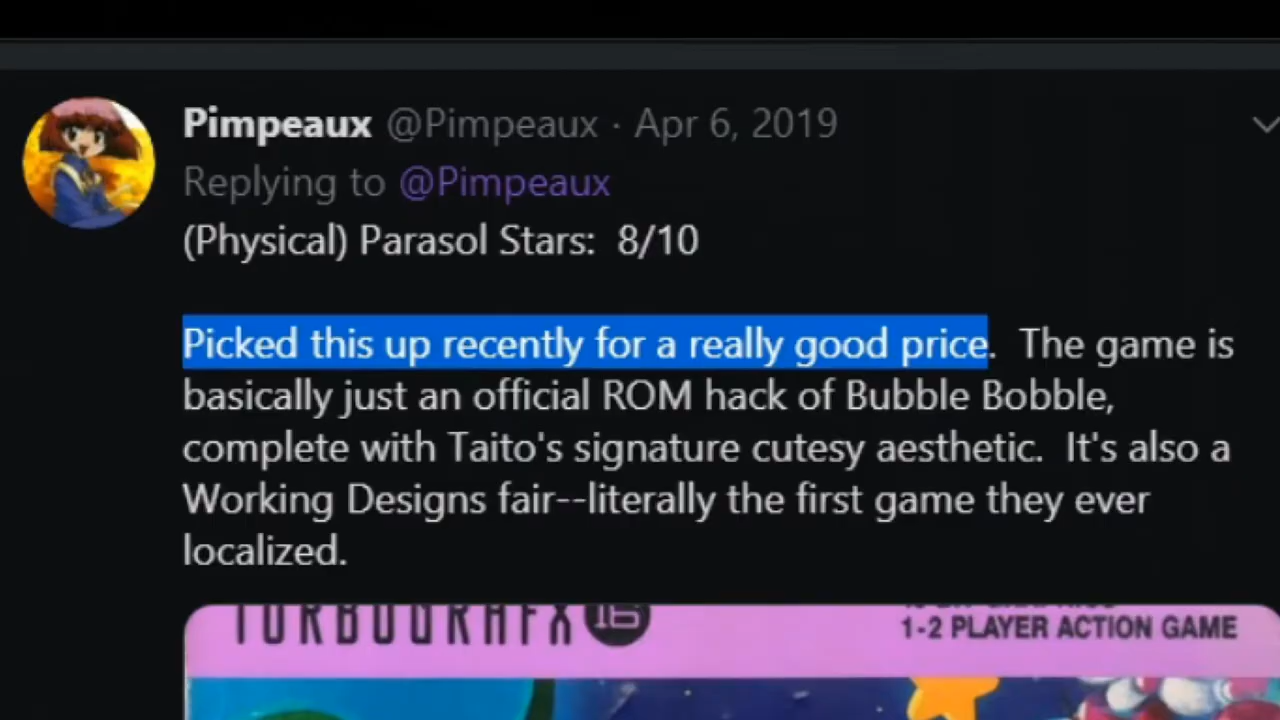 Pimpeaux @Pimpeaux · Apr 6, 2019
Replying to @Pimpeaux
(Physical) Parasol Stars: 8/10
Picked this up recently for a really good price. The game is
basically just an official ROM hack of Bubble Bobble,
complete with Taito's signature cutesy aesthetic. It's also a
Working Designs fair--literally the first game they ever
localized.
TURBOGRAFX 16
1-2 PLAYER ACTION GAME